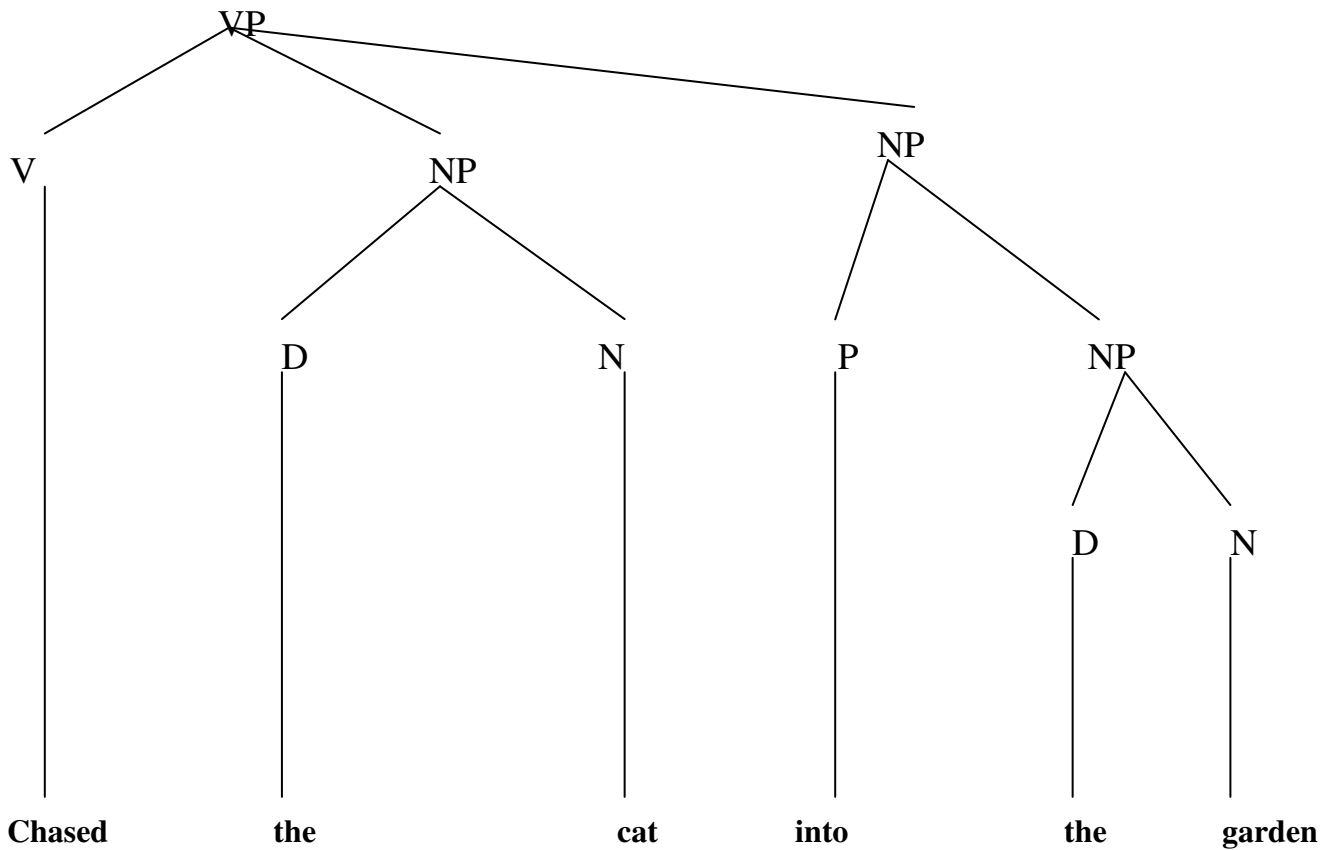 VP
NP
V NP
D N P NP
D N
Chased the cat into the garden